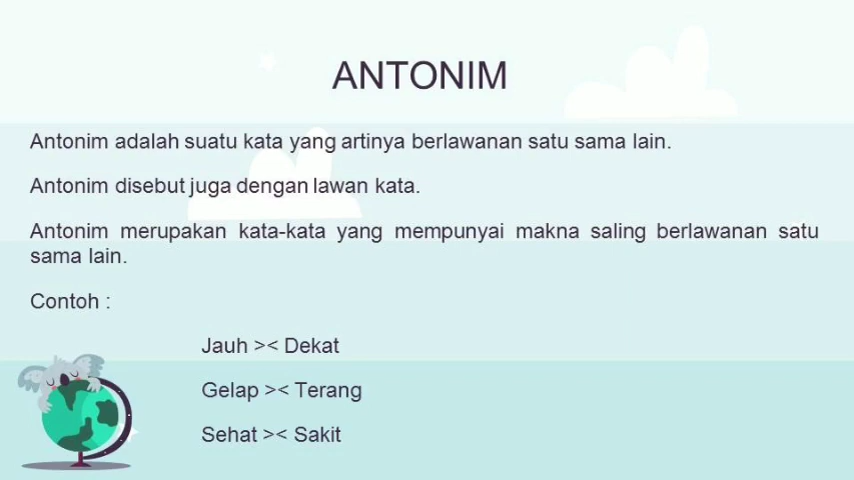 ANTONIM
Antonim adalah suatu kata yang artinya berlawanan satu sama lain.
Antonim disebut juga dengan lawan kata.
Antonim merupakan kata-kata yang mempunyai makna saling berlawanan satu
sama lain.
Contoh :
Jauh >< Dekat
Gelap >< Terang
Sehat >< Sakit